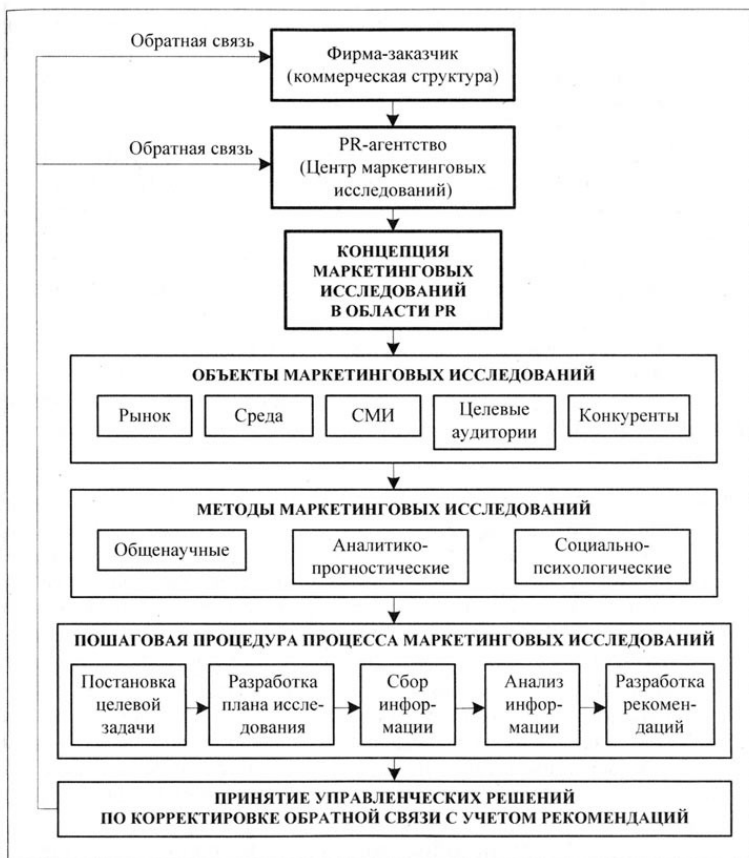 Обратная связь
Фирма-заказчик
(коммерческая структура)
Обратная связь
PR-агентство
(Центр маркетинговых
исследований)
КОНЦЕПЦИЯ
МАРКЕТИНГОВЫХ
ИССЛЕДОВАНИЙ
В ОБЛАСТИ PR
ОБЪЕКТЫ МАРКЕТИНГОВЫХ ИССЛЕДОВАНИЙ
Рынок
Среда
СМИ
Целевые
аудитории
Конкуренты
МЕТОДЫ МАРКЕТИНГОВЫХ ИССЛЕДОВАНИЙ
Общенаучные
Аналитико-
прогностические
Социально-
психологические
ПОШАГОВАЯ ПРОЦЕДУРА ПРОЦЕССА МАРКЕТИНГОВЫХ ИССЛЕДОВАНИЙ
Постановка
целевой
задачи
Разработка
плана иссле-
дования
Сбор
инфор-
мации
Анализ
инфор-
мации
Разработка
рекомен-
даций
ПРИНЯТИЕ УПРАВЛЕНЧЕСКИХ РЕШЕНИЙ
ПО КОРРЕКТИРОВКЕ ОБРАТНОЙ СВЯЗИ С УЧЕТОМ РЕКОМЕНДАЦИЙ